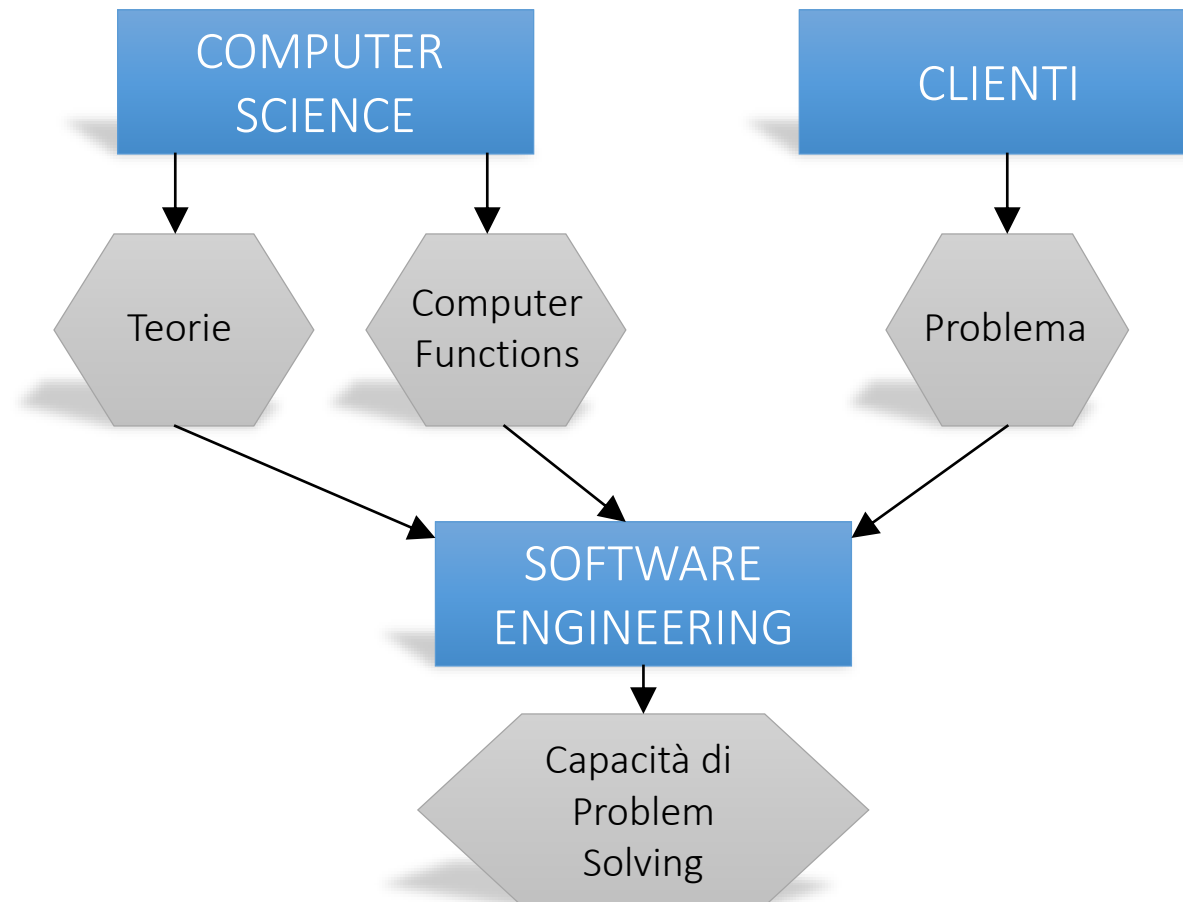 COMPUTER
SCIENCE
CLIENTI
Teorie
Computer
Functions
Problema
SOFTWARE
ENGINEERING
Capacità di
Problem
Solving